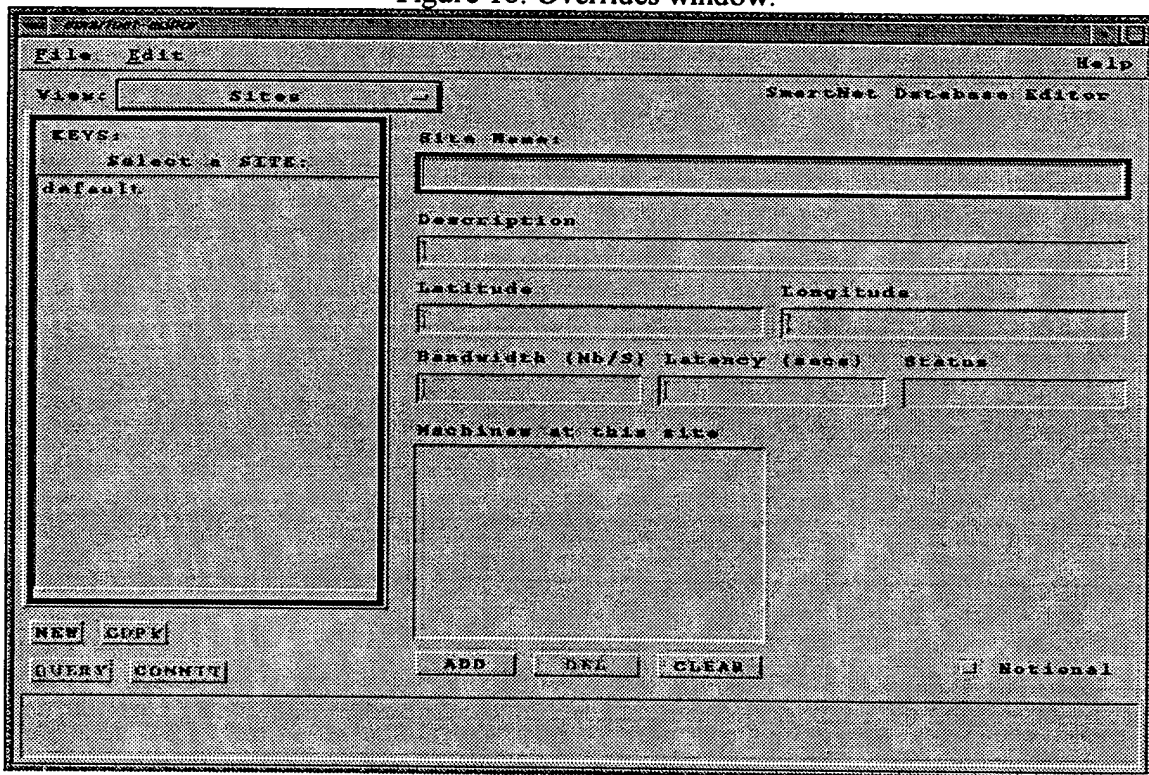 Figure 18. Overrides window.
File Edit Help
View: Sites
SmartNet Database Editor
KEYS:
Select a SITE:
default
Site Name:
Description
Latitude
Longitude
Bandwidth (Mb/S) Latency (secs) Status
Machines at this site
NEW COPY
ADD DEL CLEAR
QUERY COMMIT
Notional